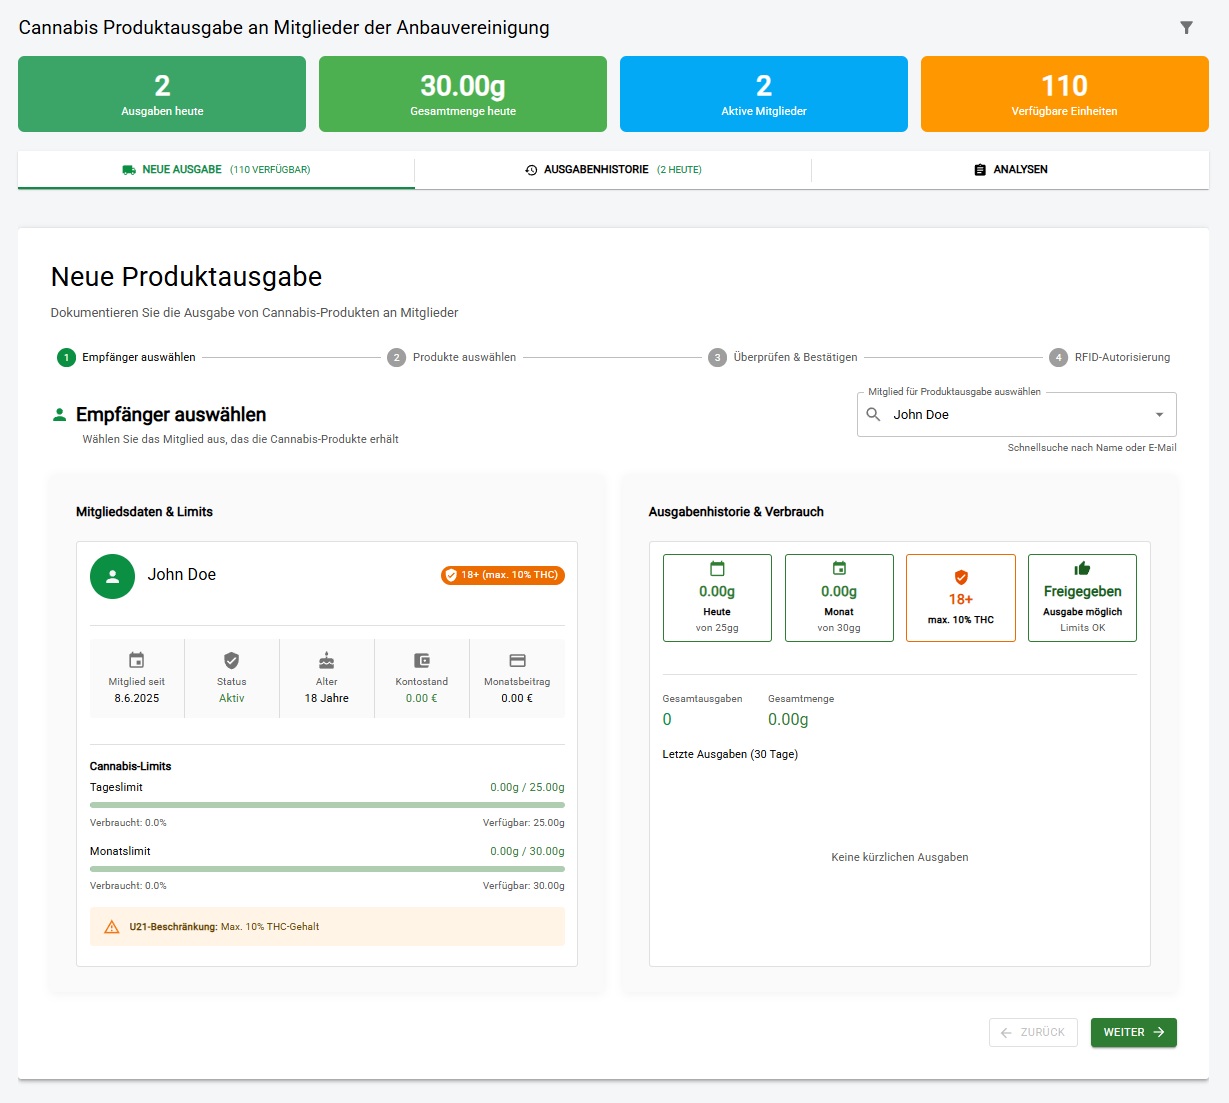 Cannabis Produktausgabe an Mitglieder der Anbauvereinigung
2
Ausgaben heute
30.00g
Gesamtmenge heute
2
Aktive Mitglieder
110
Verfügbare Einheiten
NEUE AUSGABE (110 VERFÜGBAR)
AUSGABENHISTORIE (2 HEUTE)
ANALYSEN
Neue Produktausgabe
Dokumentieren Sie die Ausgabe von Cannabis-Produkten an Mitglieder
1 Empfänger auswählen
2 Produkte auswählen
3 Überprüfen & Bestätigen
4 RFID-Autorisierung
Empfänger auswählen
Wählen Sie das Mitglied aus, das die Cannabis-Produkte erhält
Mitglied für Produktausgabe auswählen
John Doe
Schnellsuche nach Name oder E-Mail
Mitgliedsdaten & Limits
John Doe
18+ (max. 10% THC)
Mitglied seit
8.6.2025
Status
Aktiv
Alter
18 Jahre
Kontostand
0.00 €
Monatsbeitrag
0.00 €
Cannabis-Limits
Tageslimit
0.00g / 25.00g
Verbraucht: 0.0%
Verfügbar: 25.00g
Monatslimit
0.00g / 30.00g
Verbraucht: 0.0%
Verfügbar: 30.00g
U21-Beschränkung: Max. 10% THC-Gehalt
Ausgabenhistorie & Verbrauch
0.00g
Heute
von 25gg
0.00g
Monat
von 30gg
18+
max. 10% THC
Freigegeben
Ausgabe möglich
Limits OK
Gesamtausgaben
0
Gesamtmenge
0.00g
Letzte Ausgaben (30 Tage)
Keine kürzlichen Ausgaben
ZURÜCK
WEITER